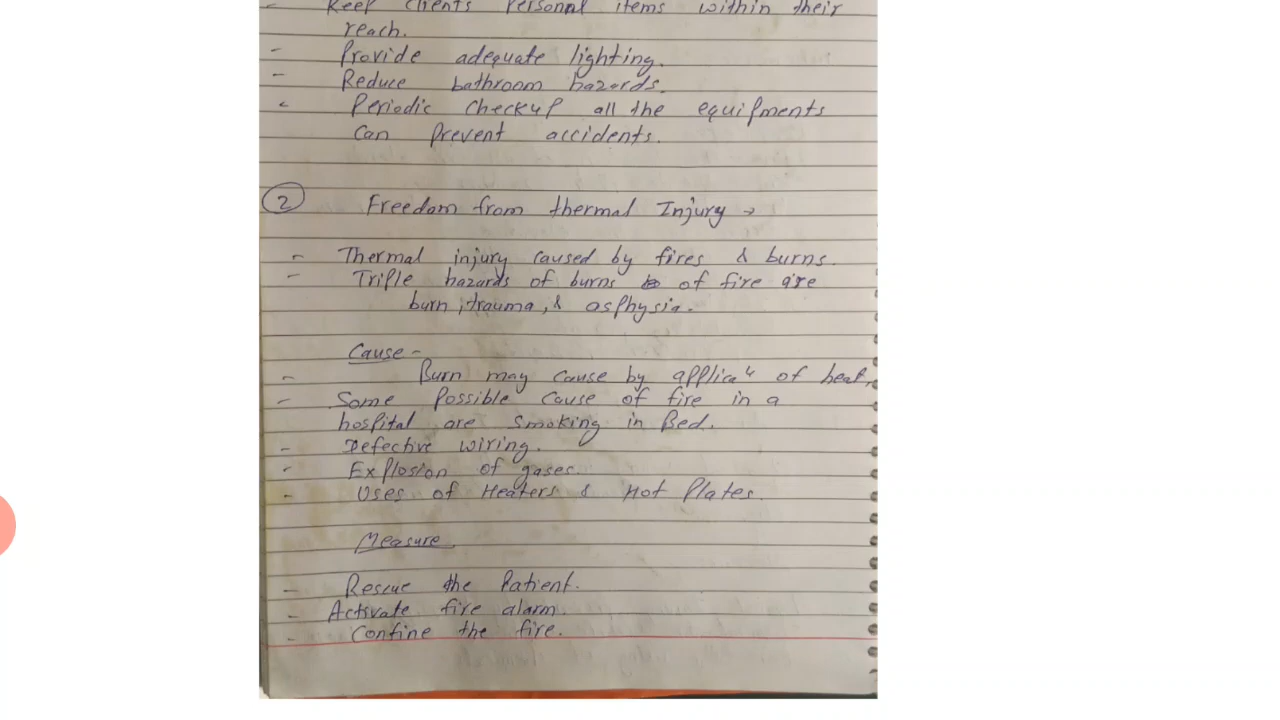 - Keep clients Personal items within their
reach.
- Provide adequate lighting.
- Reduce bathroom hazards.
- Periodic checkup all the equipments
can prevent accidents.
2 Freedom from thermal Injury →
- Thermal injury caused by fires & burns.
- Triple hazards of burns of fire are
burn, trauma, & asphysia.
Cause -
- Burn may cause by applica of heat,
- Some Possible cause of fire in a
hospital are smoking in Bed.
- Defective wiring.
- Explosion of gases.
- Uses of Heaters & Hot Plates.
Measure
- Rescue the Patient.
- Activate fire alarm.
- Confine the fire.